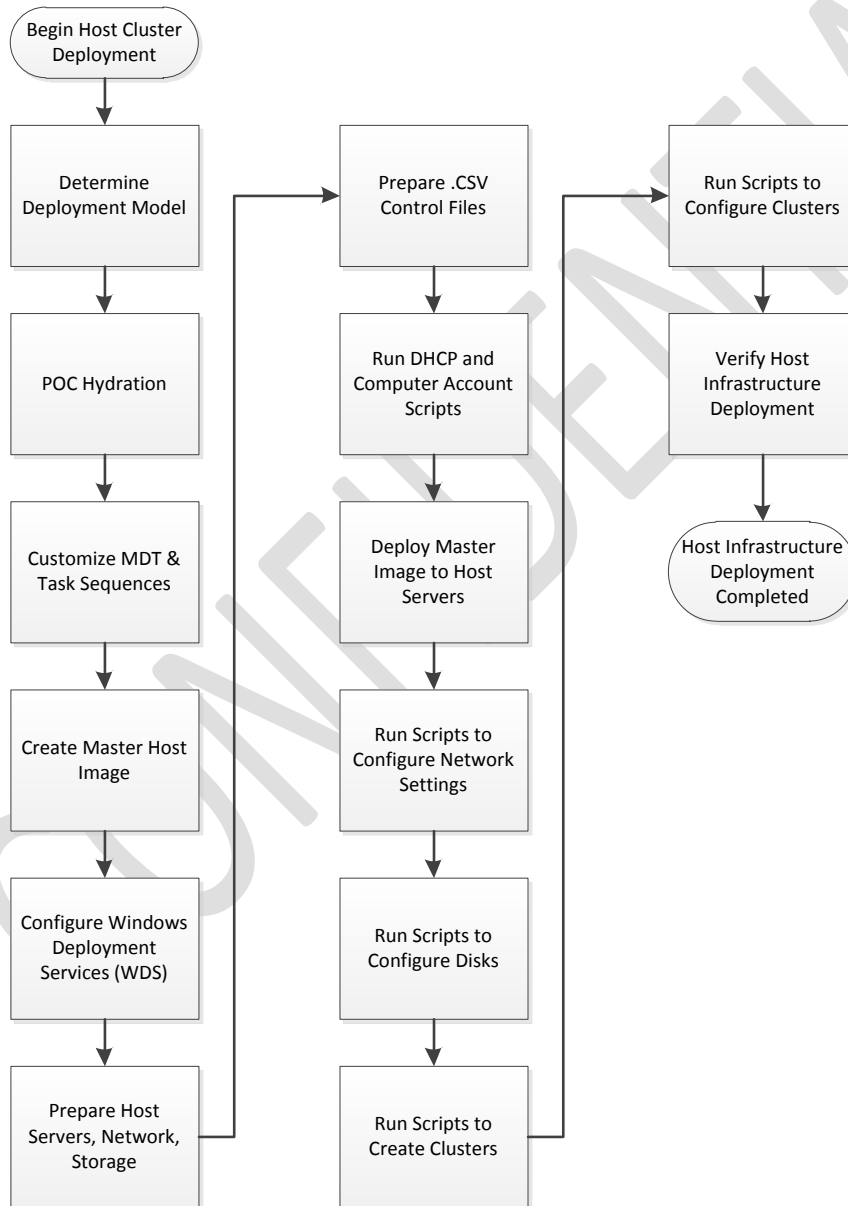 Begin Host Cluster
Deployment
Determine
Deployment Model
POC Hydration
Customize MDT &
Task Sequences
Create Master Host
Image
Configure Windows
Deployment
Services (WDS)
Prepare Host
Servers, Network,
Storage
Prepare .CSV
Control Files
Run DHCP and
Computer Account
Scripts
Deploy Master
Image to Host
Servers
Run Scripts to
Configure Network
Settings
Run Scripts to
Configure Disks
Run Scripts to
Create Clusters
Run Scripts to
Configure Clusters
Verify Host
Infrastructure
Deployment
Host Infrastructure
Deployment
Completed
CONFIDENTIA